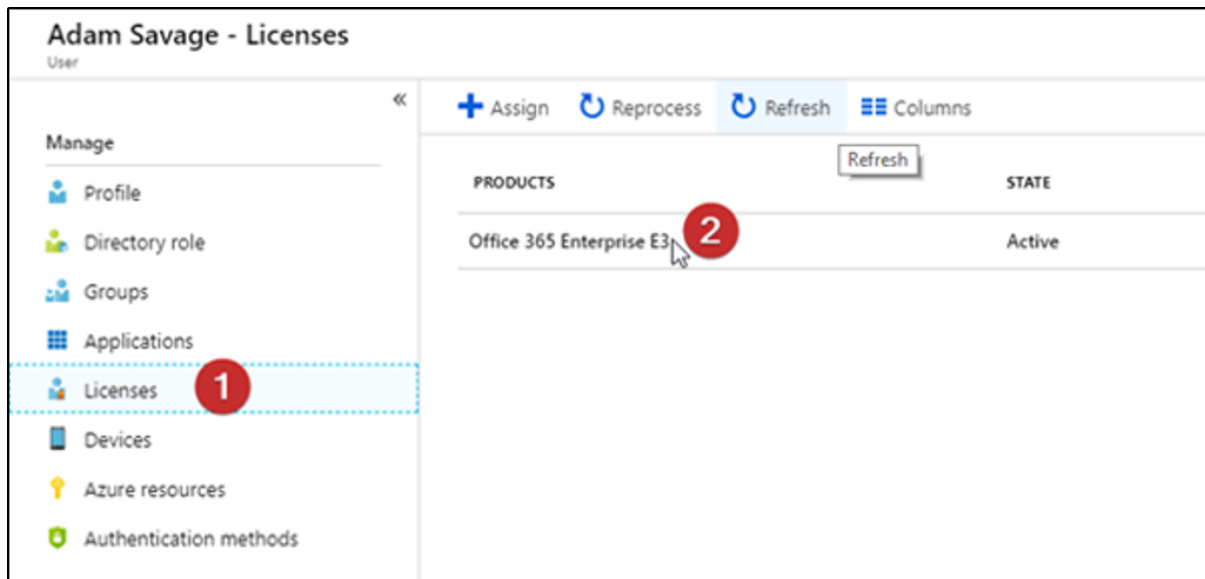 Adam Savage - Licenses
User
«
Manage
Profile
Directory role
Groups
Applications
Licenses 1
Devices
Azure resources
Authentication methods
Assign Reprocess Refresh Columns
Refresh
PRODUCTS STATE
Office 365 Enterprise E3 2 Active